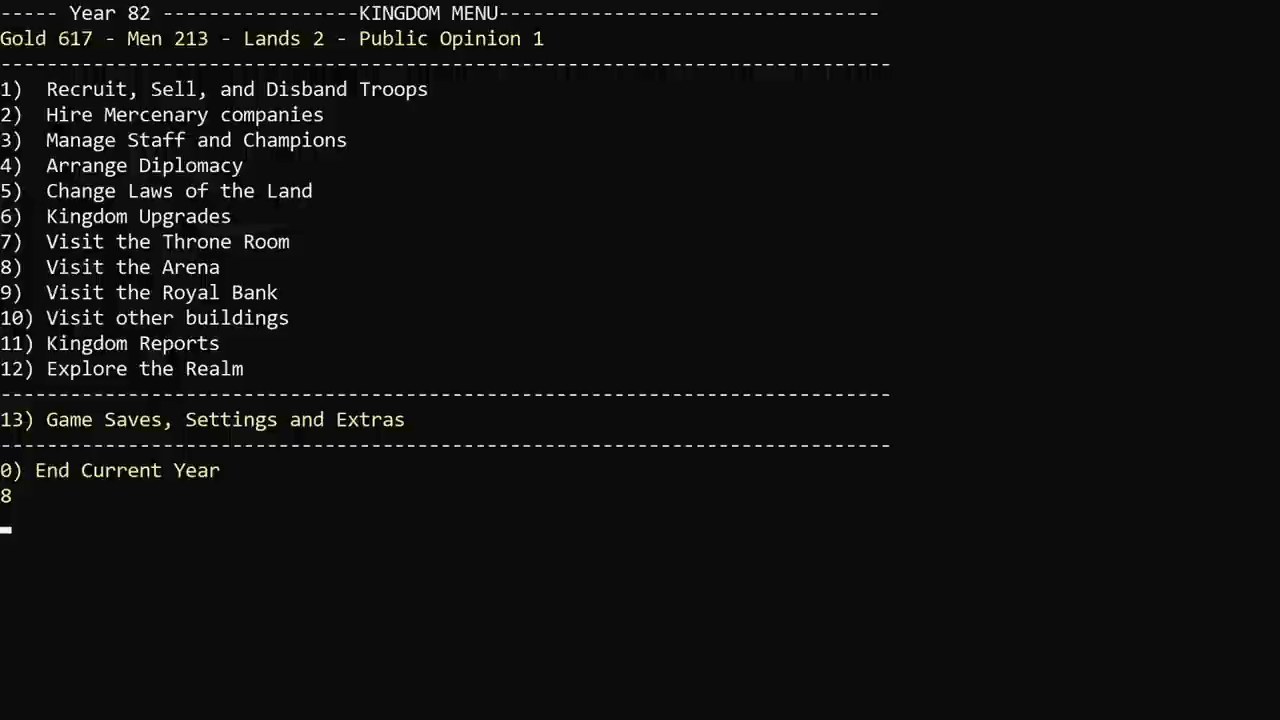 ----- Year 82 -----------------KINGDOM MENU---------------------------------
Gold 617 - Men 213 - Lands 2 - Public Opinion 1
-----------------------------------------------------------------------------
1)  Recruit, Sell, and Disband Troops
2)  Hire Mercenary companies
3)  Manage Staff and Champions
4)  Arrange Diplomacy
5)  Change Laws of the Land
6)  Kingdom Upgrades
7)  Visit the Throne Room
8)  Visit the Arena
9)  Visit the Royal Bank
10) Visit other buildings
11) Kingdom Reports
12) Explore the Realm
-----------------------------------------------------------------------------
13) Game Saves, Settings and Extras
-----------------------------------------------------------------------------
0) End Current Year
8